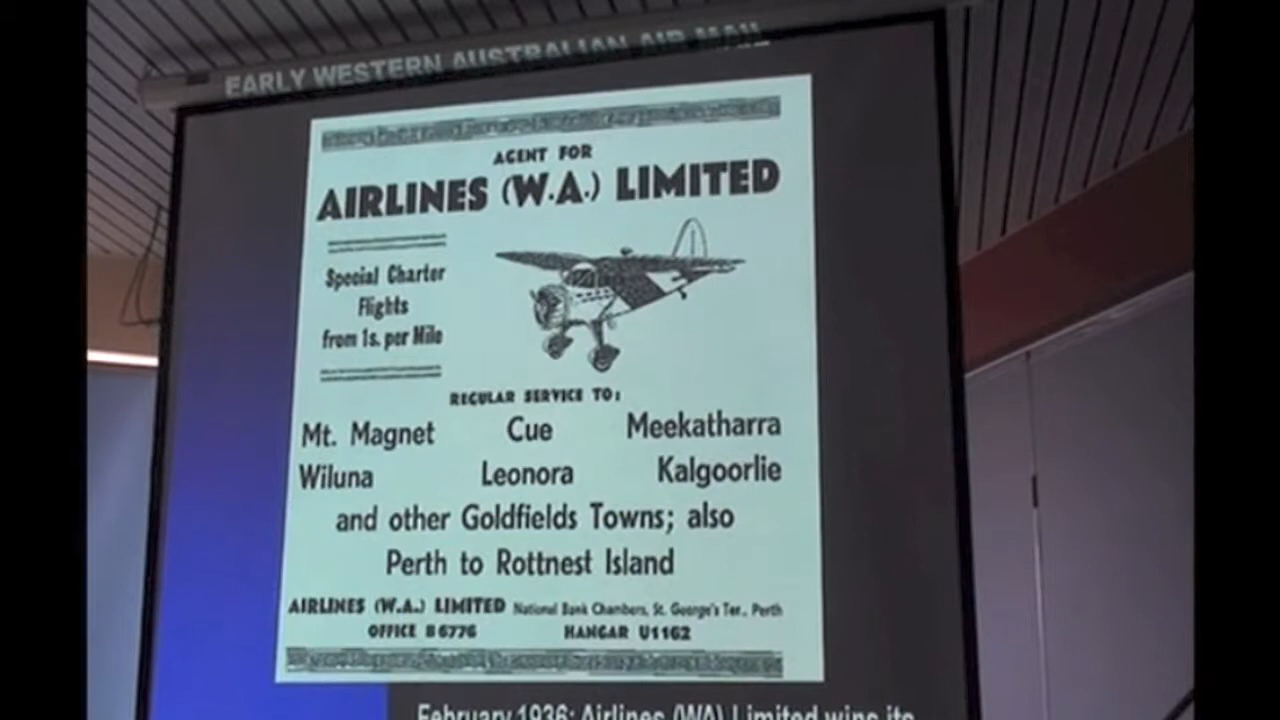 EARLY WESTERN AUSTRALIAN AIR MAIL
AGENT FOR
AIRLINES (W.A.) LIMITED
Special Charter
Flights
from 1s. per Mile
REGULAR SERVICE TO:
Mt. Magnet Cue Meekatharra
Wiluna Leonora Kalgoorlie
and other Goldfields Towns; also
Perth to Rottnest Island
AIRLINES (W.A.) LIMITED National Bank Chambers, St. George's Ter., Perth
OFFICE B6776 HANGAR U1162
February 1936: Airlines (WA) Limited wins its